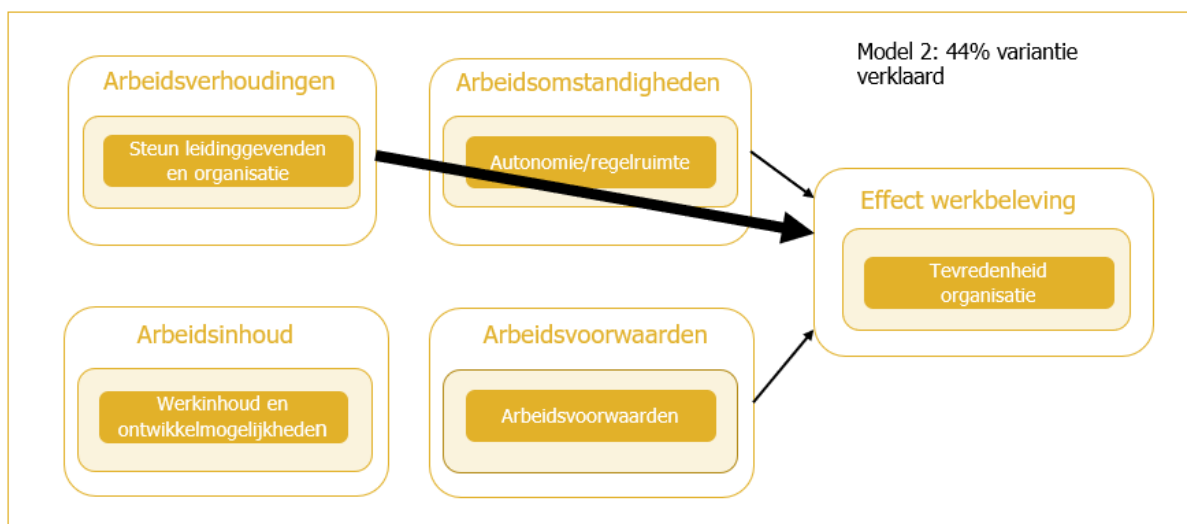 Model 2: 44% variantie
verklaard
Arbeidsverhoudingen
Steun leidinggevenden
en organisatie
Arbeidsomstandigheden
Autonomie/regelruimte
Effect werkbeleving
Tevredenheid
organisatie
Arbeidsinhoud
Werkinhoud en
ontwikkelmogelijkheden
Arbeidsvoorwaarden
Arbeidsvoorwaarden